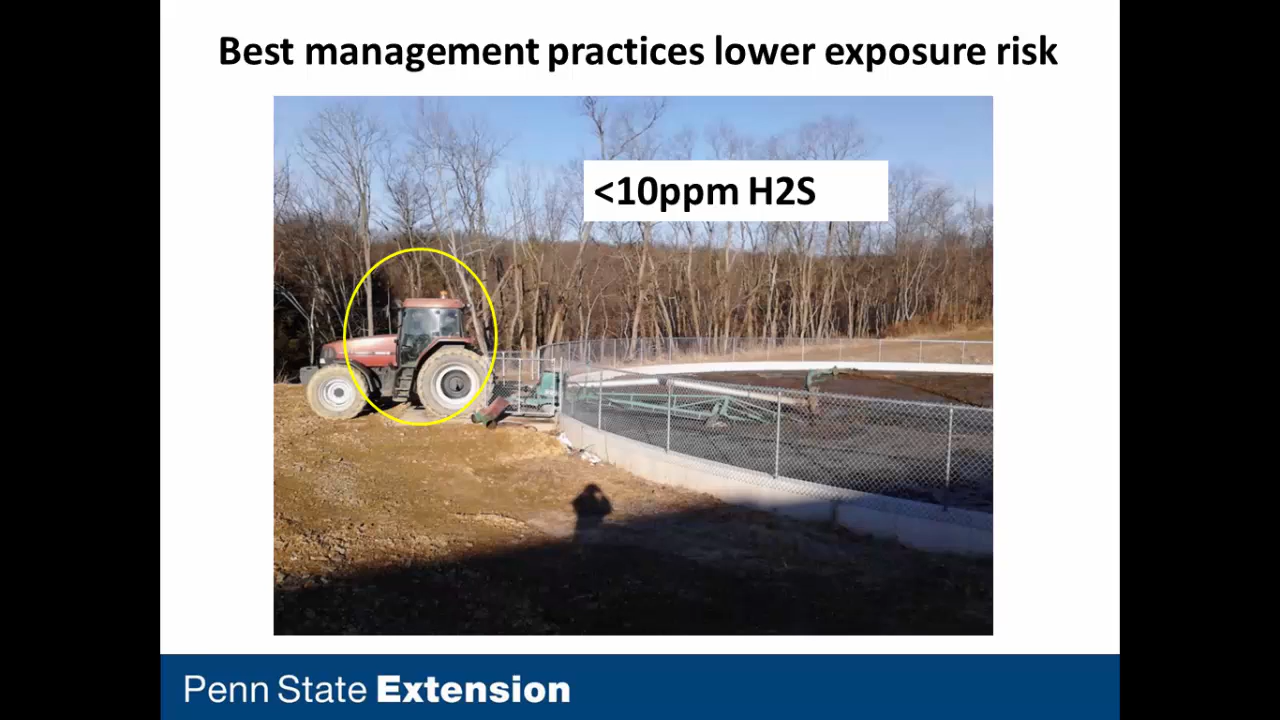 Best management practices lower exposure risk
<10ppm H2S
Penn State Extension